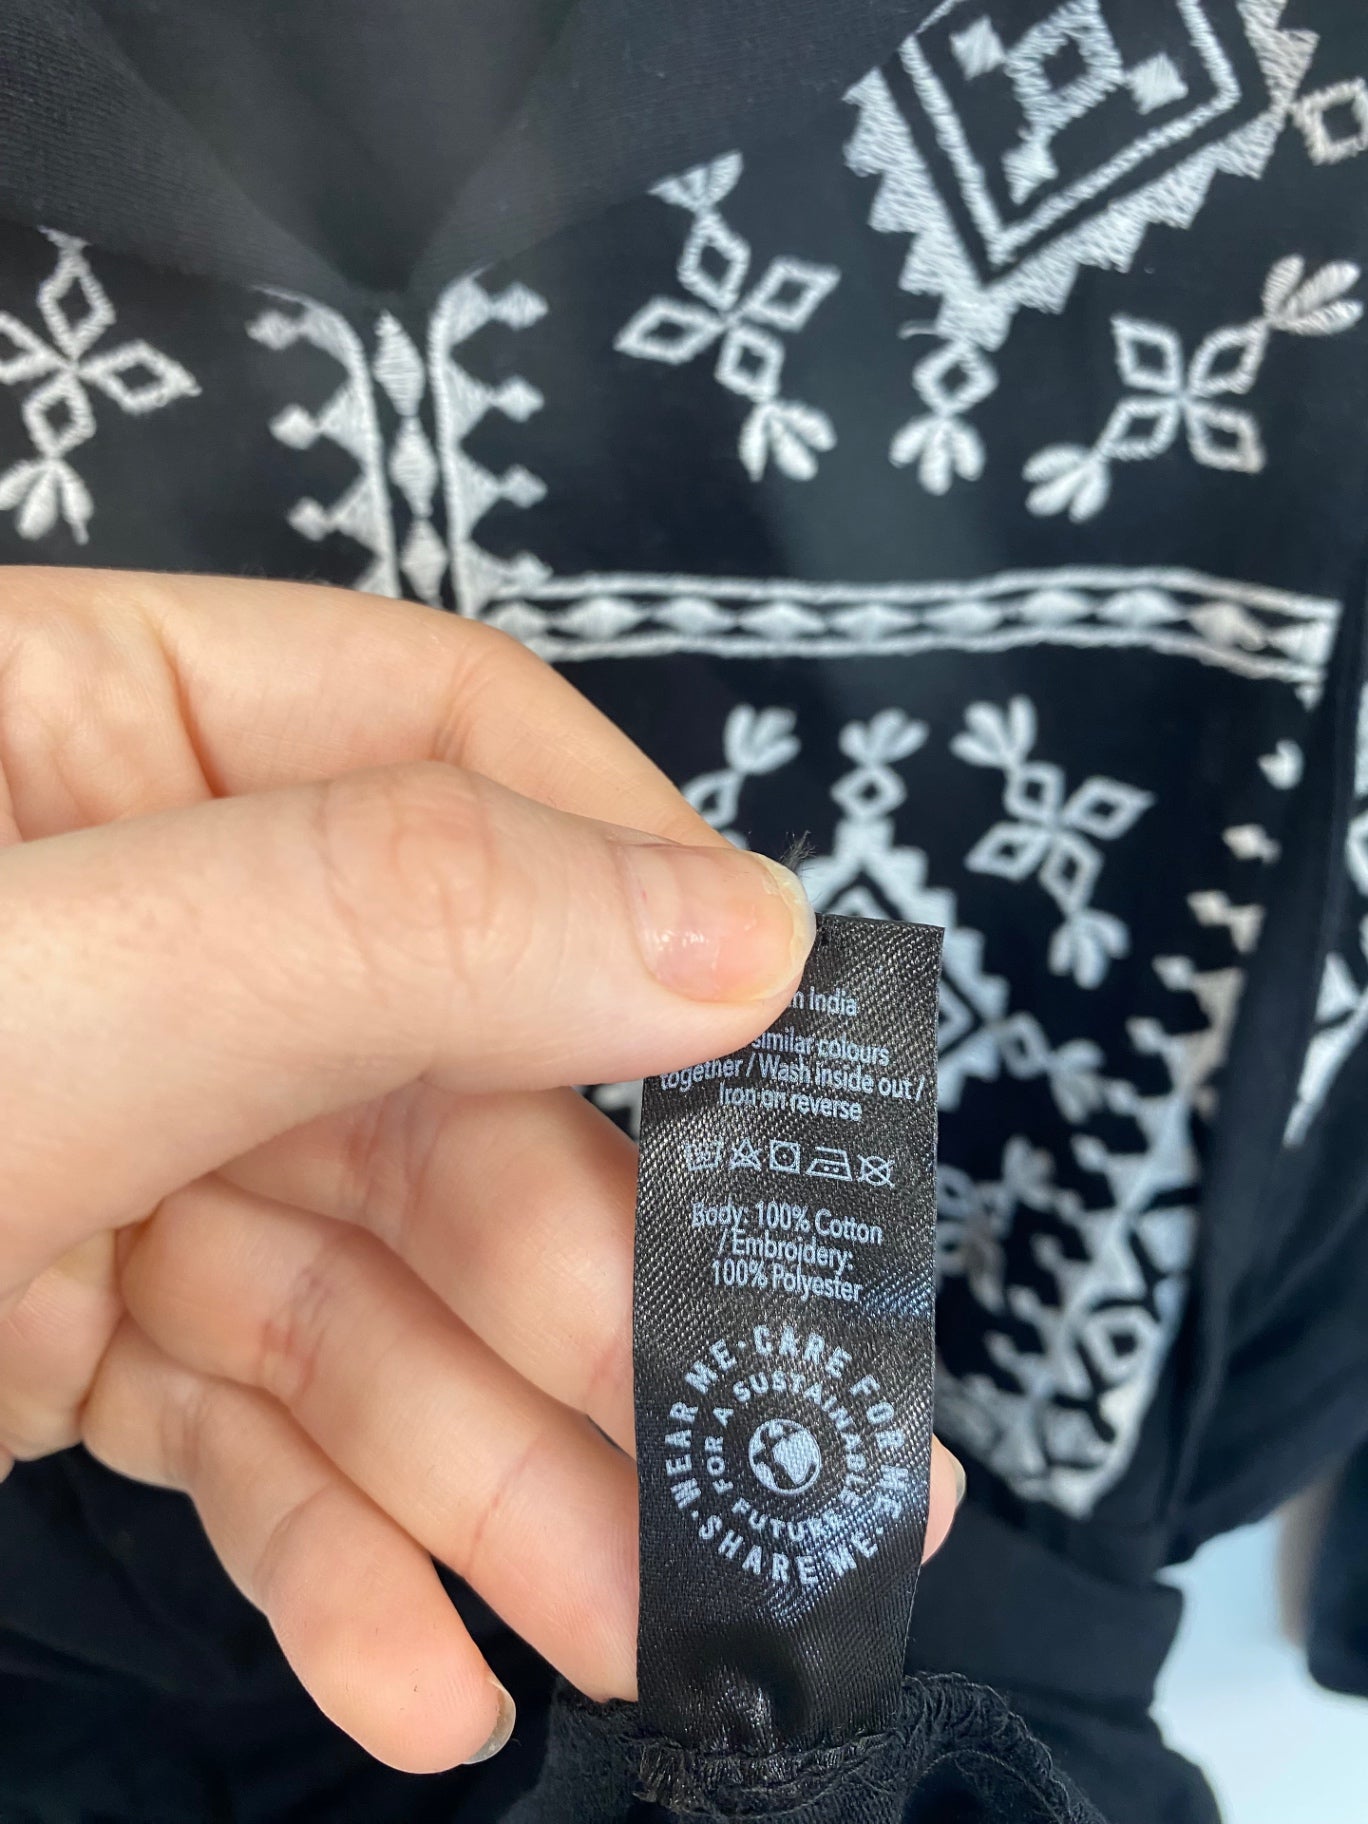 India
similar colours
together / Wash inside out /
Iron on reverse
Body: 100% Cotton
/ Embroidery:
100% Polyester
WEAR ME · CARE FOR ME · SHARE ME ·
FOR A SUSTAINABLE FUTURE